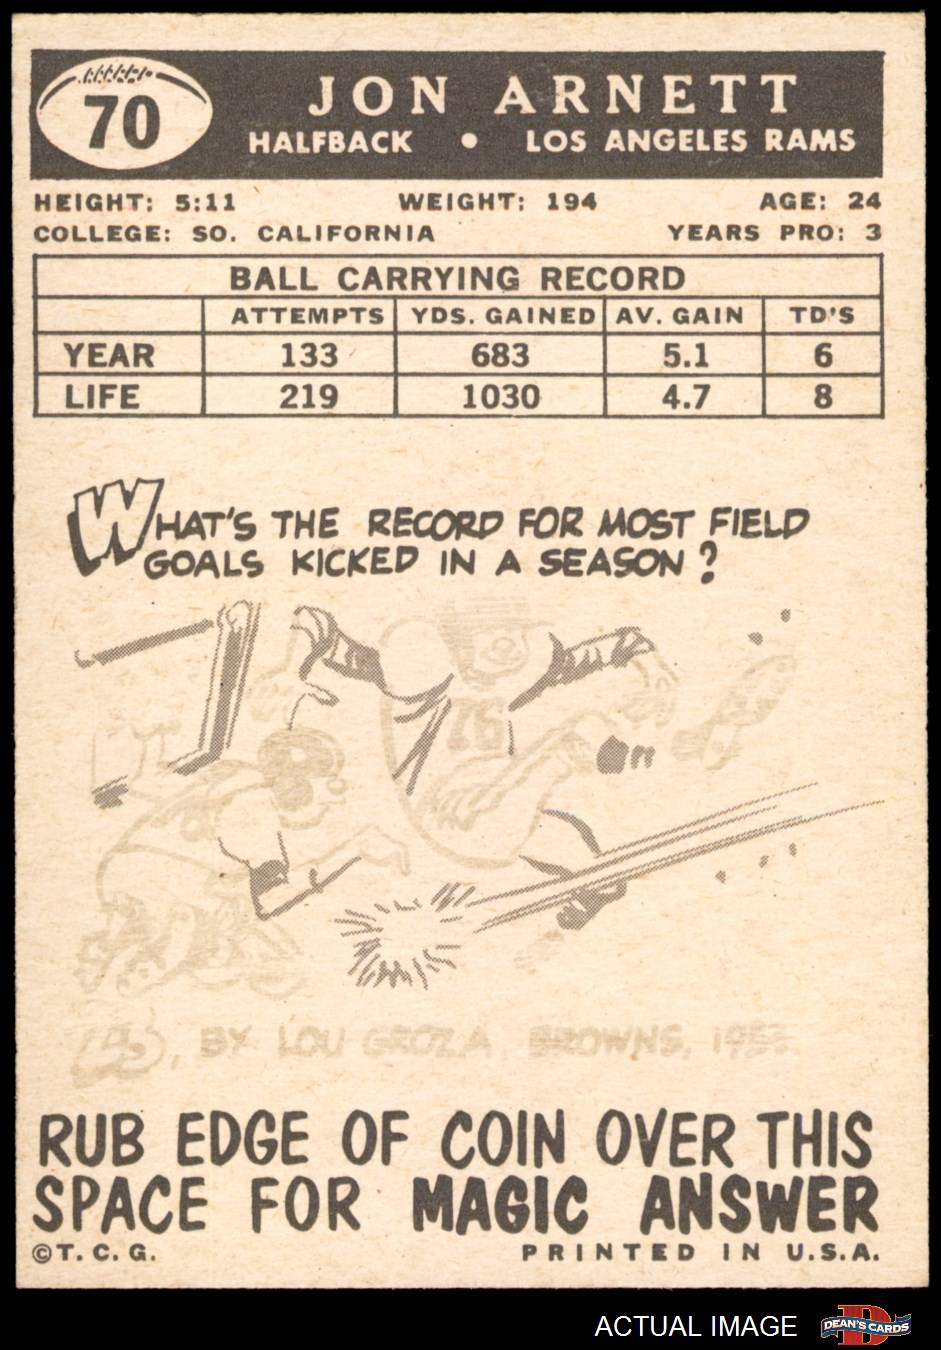 70
JON ARNETT
HALFBACK • LOS ANGELES RAMS
HEIGHT: 5:11 WEIGHT: 194 AGE: 24
COLLEGE: SO. CALIFORNIA YEARS PRO: 3
BALL CARRYING RECORD
ATTEMPTS YDS. GAINED AV. GAIN TD'S
YEAR 133 683 5.1 6
LIFE 219 1030 4.7 8
WHAT'S THE RECORD FOR MOST FIELD
GOALS KICKED IN A SEASON?
23, BY LOU GROZA, BROWNS, 1953.
RUB EDGE OF COIN OVER THIS
SPACE FOR MAGIC ANSWER
©T. C. G. PRINTED IN U.S.A.
ACTUAL IMAGE
D
DEAN'S CARDS